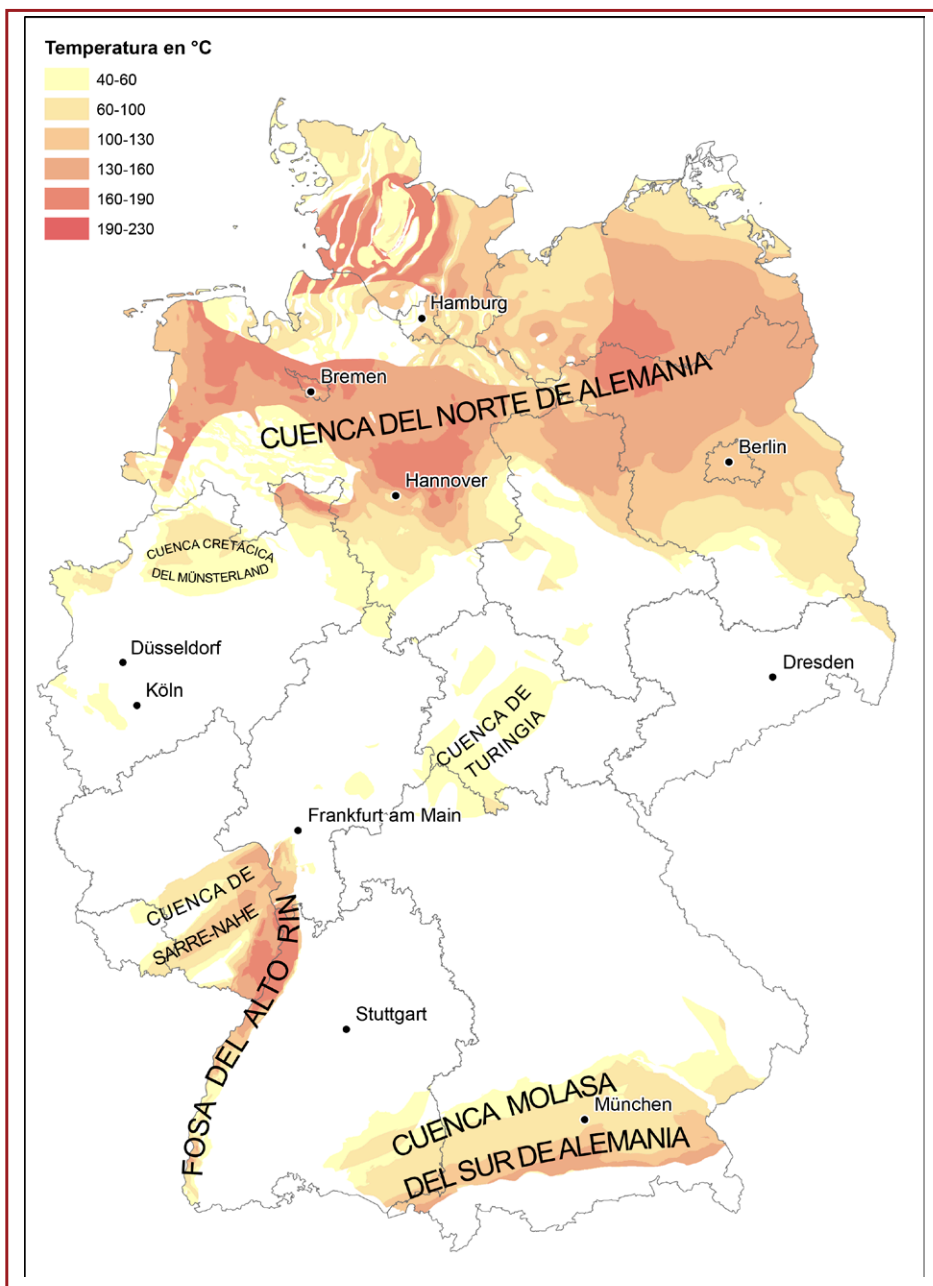 Temperatura en °C
40-60
60-100
100-130
130-160
160-190
190-230
Hamburg
Bremen
CUENCA DEL NORTE DE ALEMANIA
Berlin
Hannover
CUENCA CRETÁCICA
DEL MÜNSTERLAND
Düsseldorf
Köln
Dresden
CUENCA DE
TURINGIA
Frankfurt am Main
CUENCA DE
SARRE-NAHE
FOSA DEL ALTO RIN
Stuttgart
CUENCA MOLASA
München
DEL SUR DE ALEMANIA